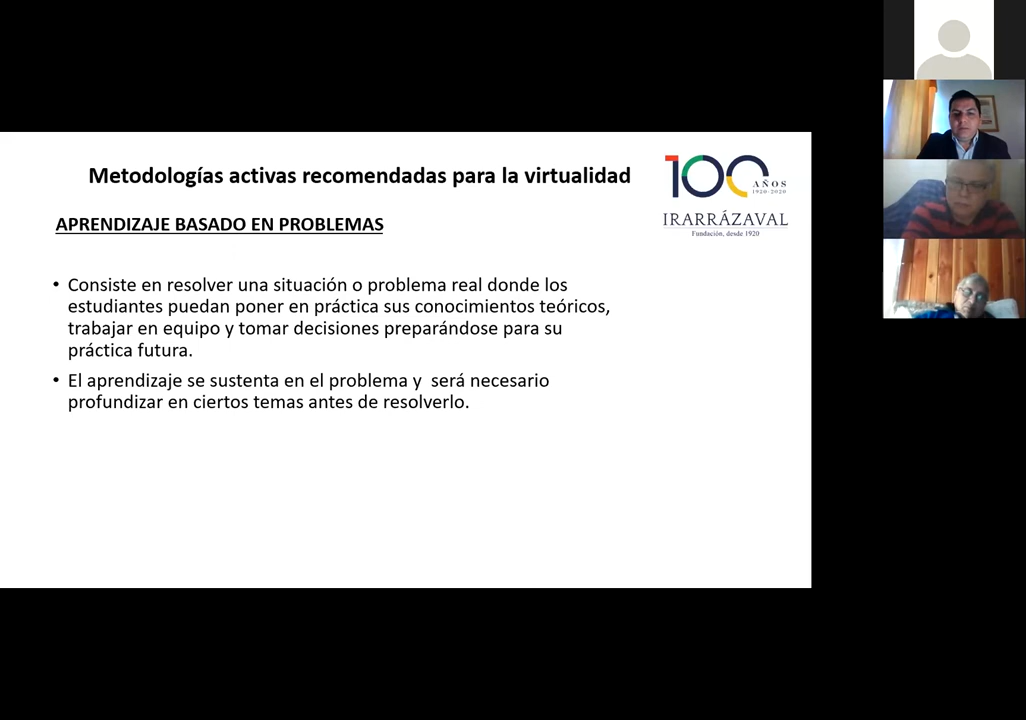 Metodologías activas recomendadas para la virtualidad
100
AÑOS
1920-2020
IRARRÁZAVAL
Fundación, desde 1920
APRENDIZAJE BASADO EN PROBLEMAS
• Consiste en resolver una situación o problema real donde los
estudiantes puedan poner en práctica sus conocimientos teóricos,
trabajar en equipo y tomar decisiones preparándose para su
práctica futura.
• El aprendizaje se sustenta en el problema y  será necesario
profundizar en ciertos temas antes de resolverlo.